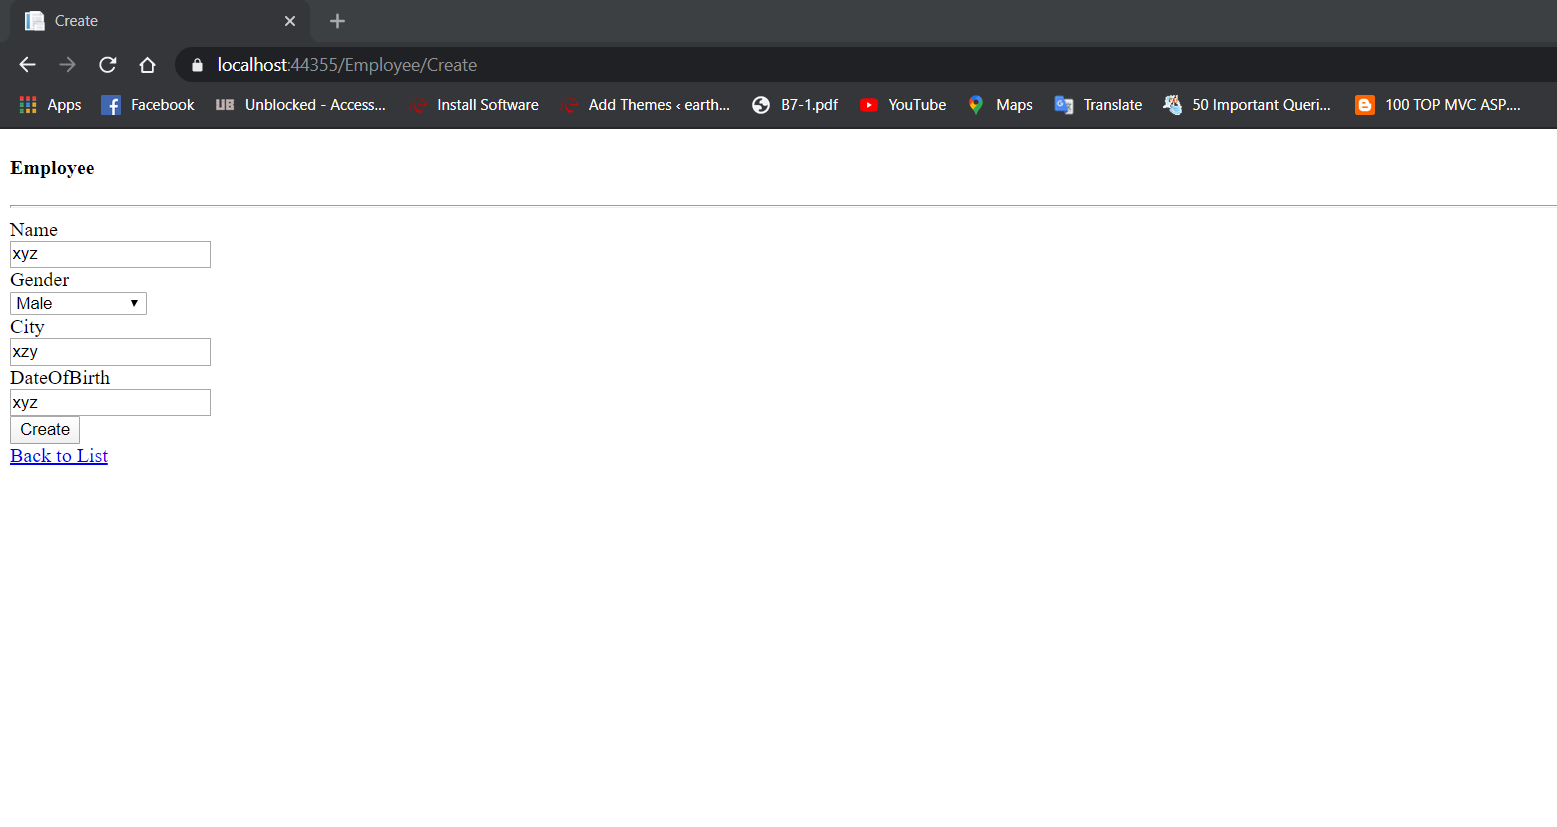 Create
localhost:44355/Employee/Create
Apps Facebook UB Unblocked - Access... Install Software Add Themes ‹ earth... B7-1.pdf YouTube Maps Translate 50 Important Queri... 100 TOP MVC ASP....
Employee
Name
xyz
Gender
Male
City
xzy
DateOfBirth
xyz
Create
Back to List